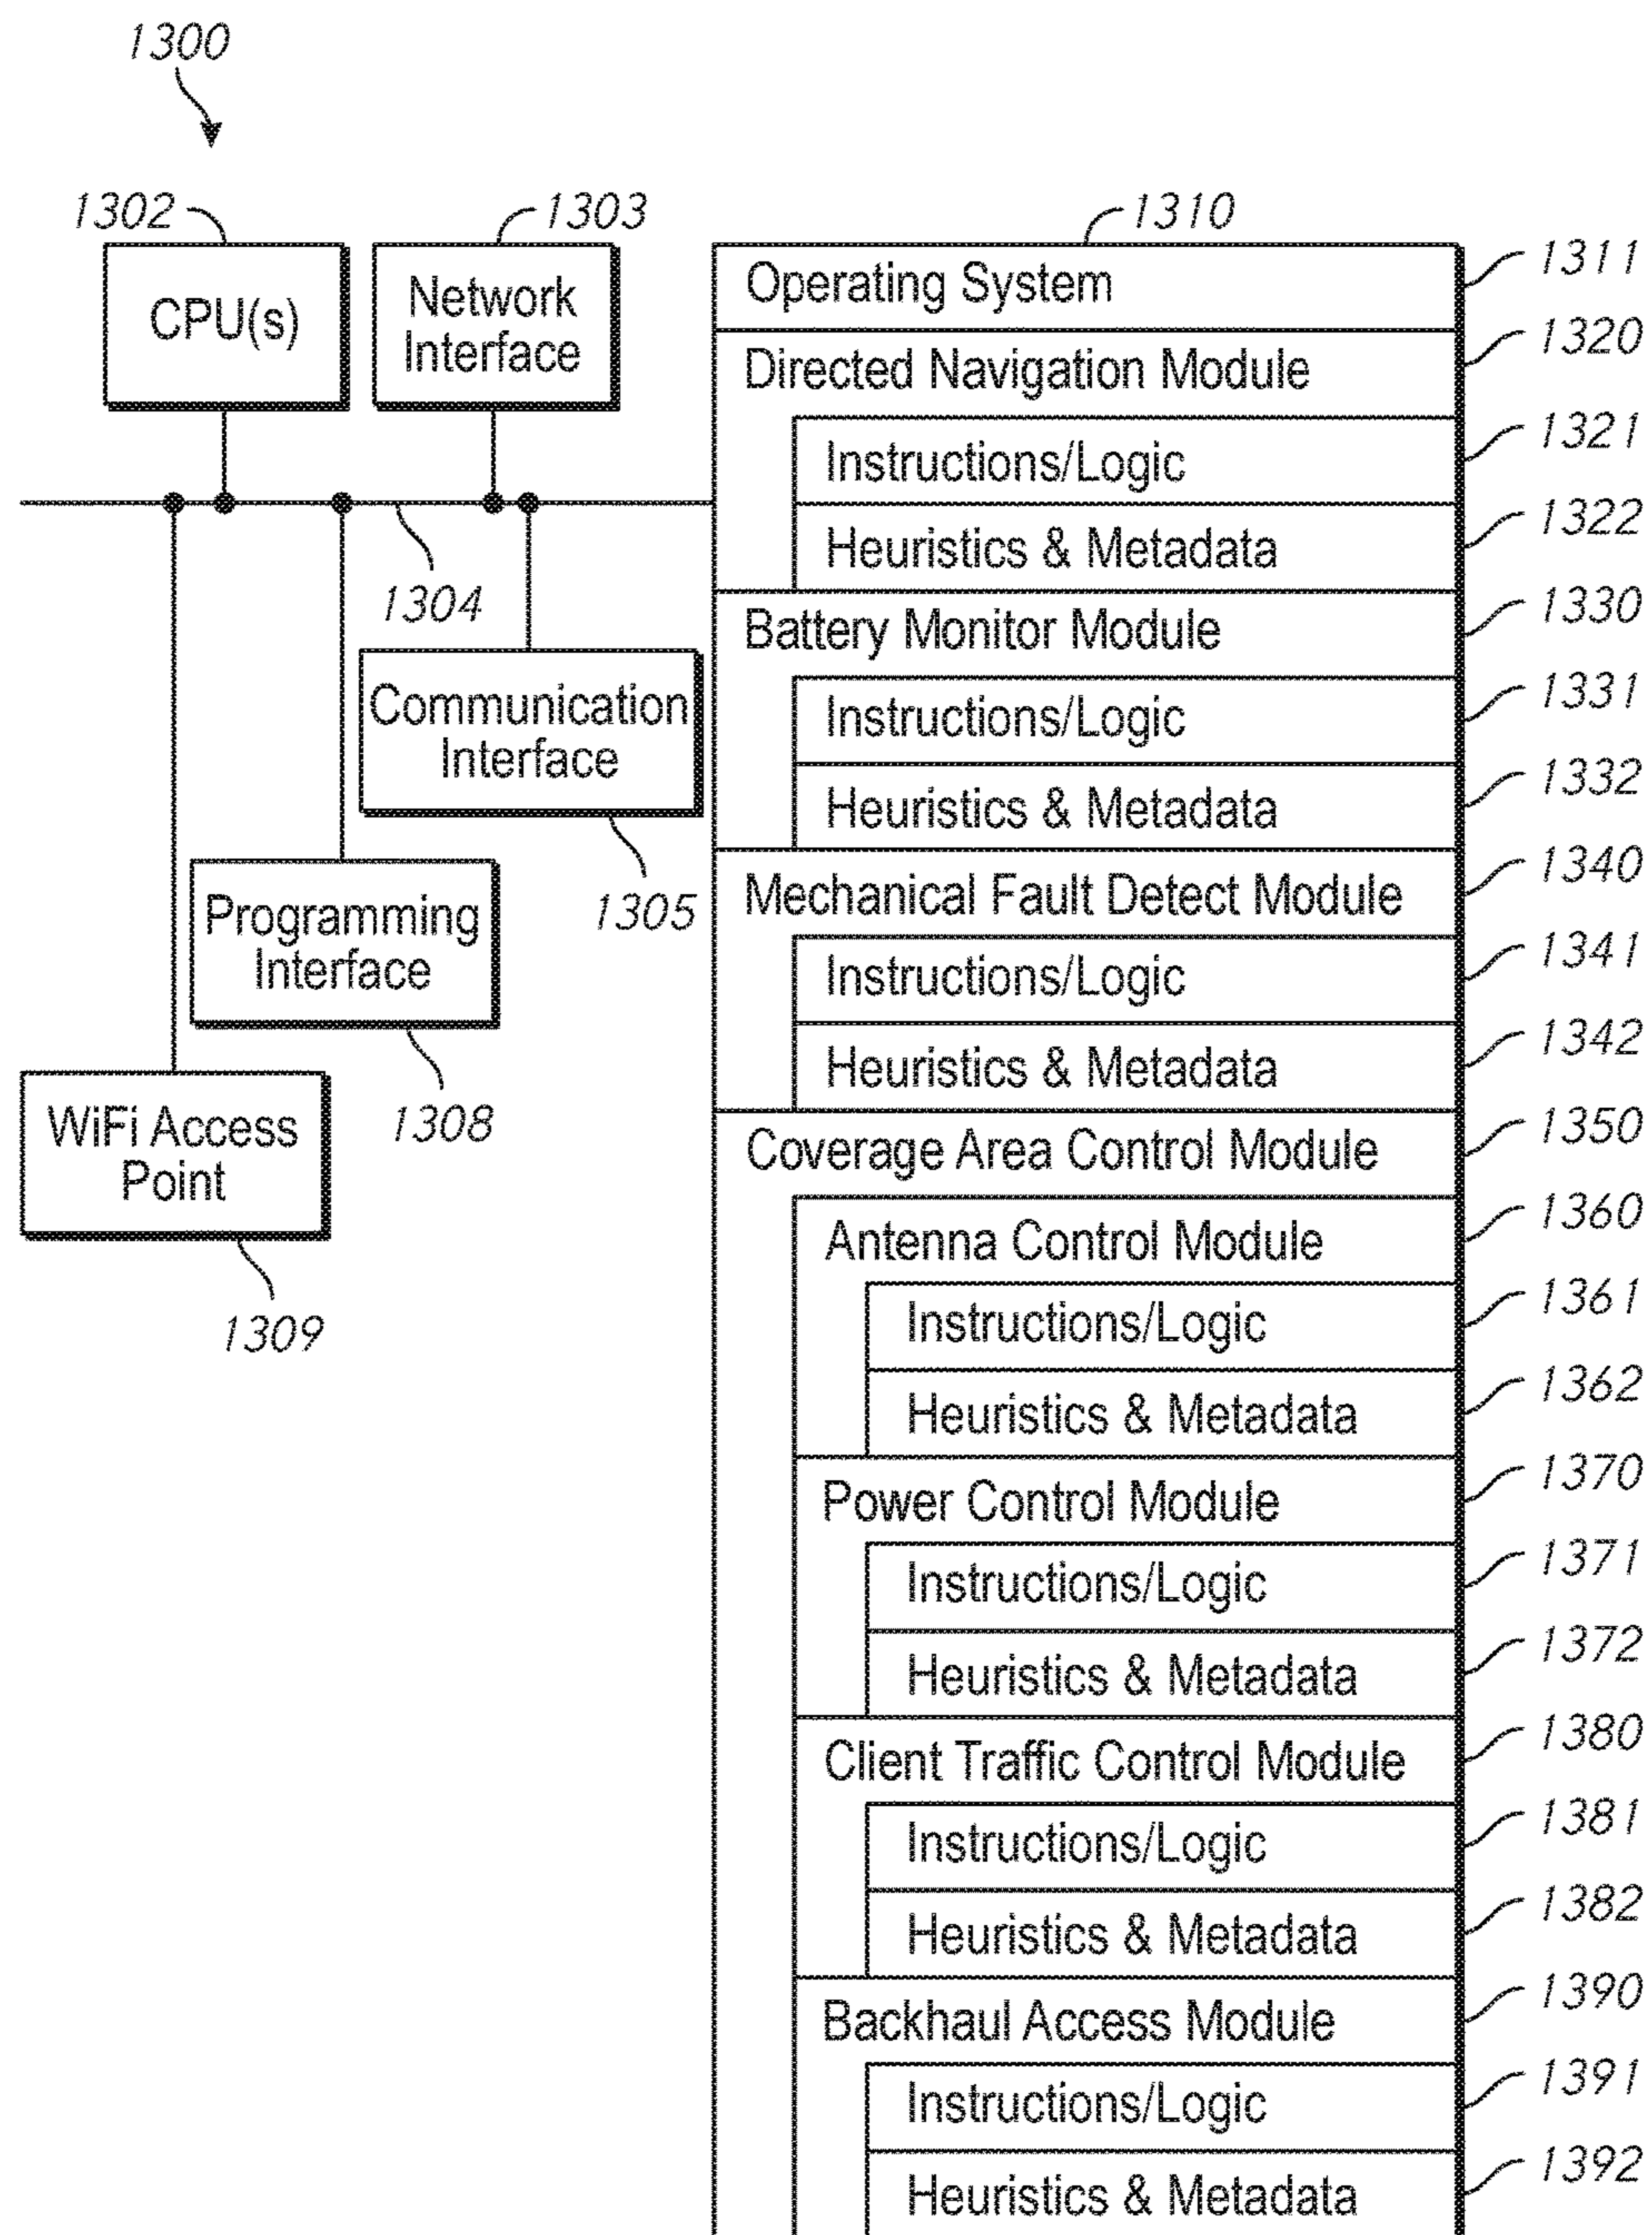 1300
1302
1303
1310
CPU(s)
Network
Interface
Operating System
1311
Directed Navigation Module
1320
Instructions/Logic
1321
Heuristics & Metadata
1322
1304
Battery Monitor Module
1330
Communication
Interface
1305
Instructions/Logic
1331
Heuristics & Metadata
1332
Programming
Interface
1308
Mechanical Fault Detect Module
1340
Instructions/Logic
1341
Heuristics & Metadata
1342
WiFi Access
Point
1309
Coverage Area Control Module
1350
Antenna Control Module
1360
Instructions/Logic
1361
Heuristics & Metadata
1362
Power Control Module
1370
Instructions/Logic
1371
Heuristics & Metadata
1372
Client Traffic Control Module
1380
Instructions/Logic
1381
Heuristics & Metadata
1382
Backhaul Access Module
1390
Instructions/Logic
1391
Heuristics & Metadata
1392